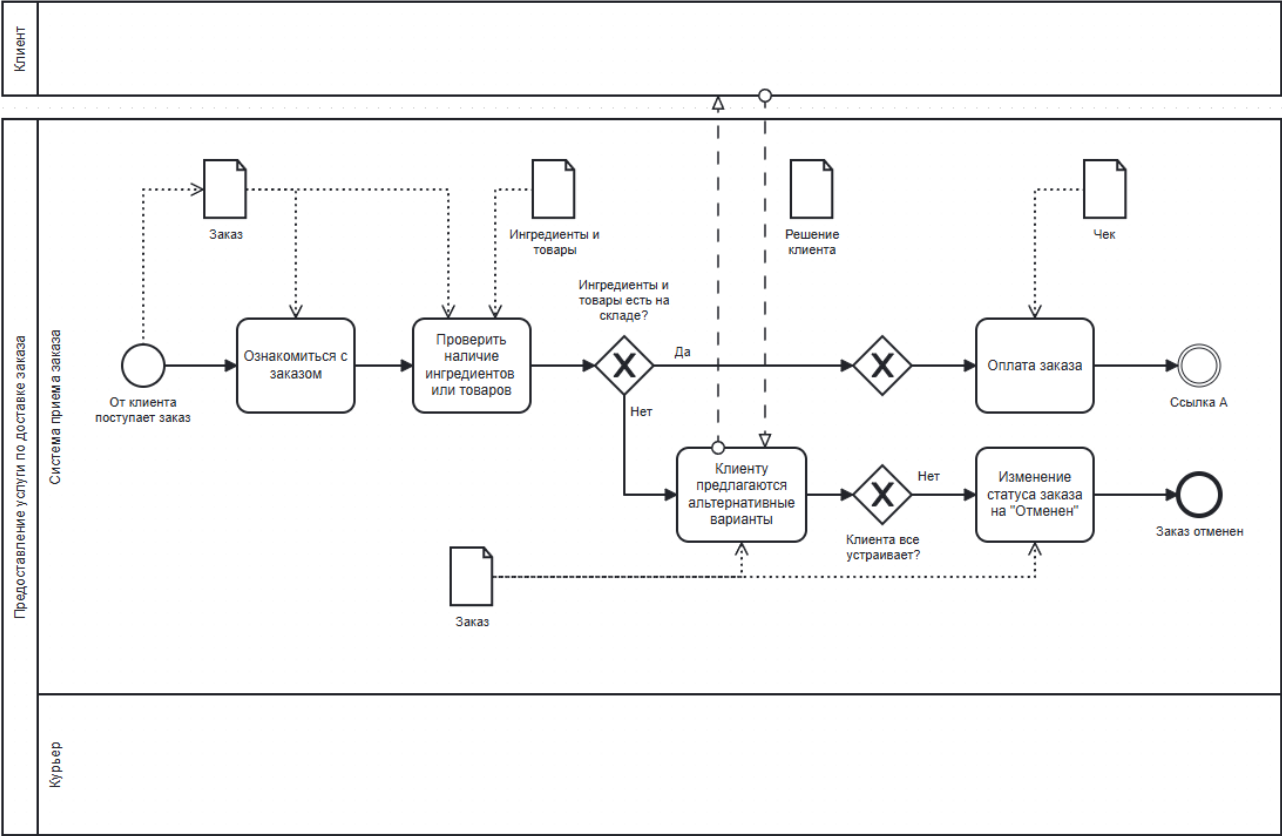 Клиент
Предоставление услуги по доставке заказа
Система приема заказа
Заказ
Ингредиенты и
товары
Решение
клиента
Чек
Ингредиенты и
товары есть на
складе?
От клиента
поступает заказ
Ознакомиться с
заказом
Проверить
наличие
ингредиентов
или товаров
Да
Оплата заказа
Ссылка А
Нет
Клиенту
предлагаются
альтернативные
варианты
Клиента все
устраивает?
Нет
Изменение
статуса заказа
на "Отменен"
Заказ отменен
Заказ
Курьер